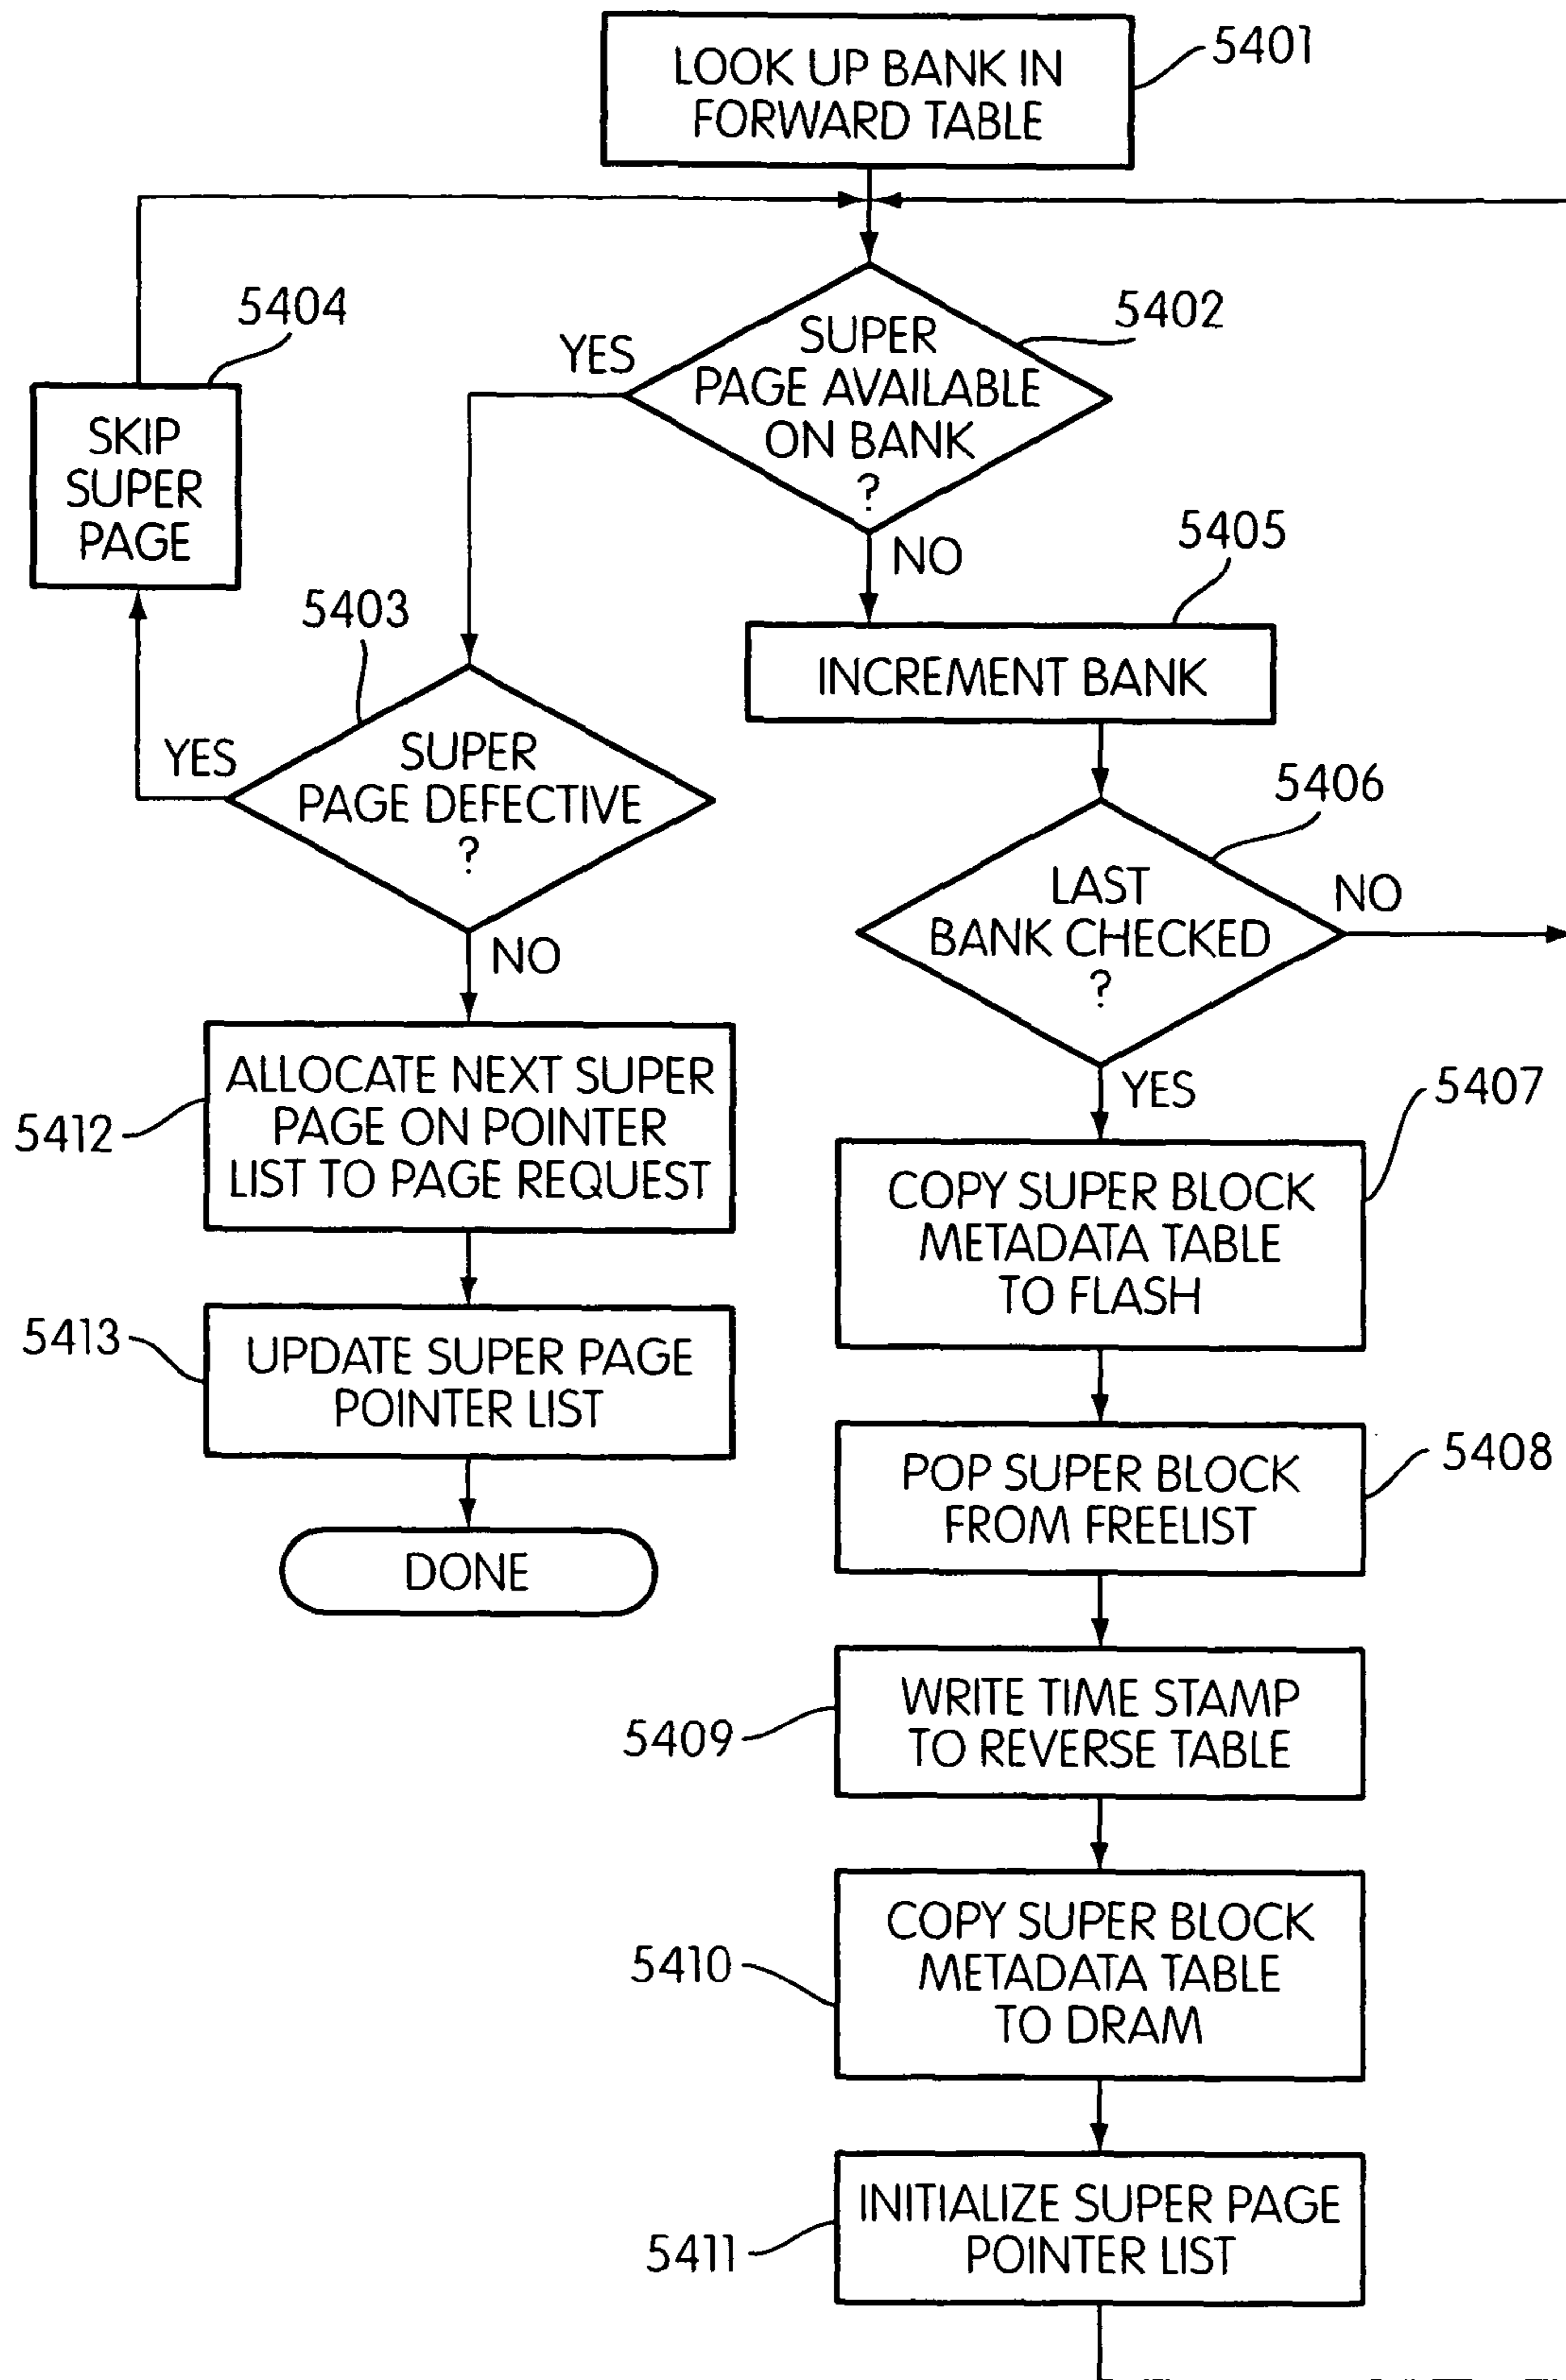 LOOK UP BANK IN
FORWARD TABLE
5401
5404
SKIP
SUPER
PAGE
YES
SUPER
PAGE AVAILABLE
ON BANK
?
5402
NO
5405
INCREMENT BANK
5403
YES
SUPER
PAGE DEFECTIVE
?
NO
5406
LAST
BANK CHECKED
?
NO
YES
5412
ALLOCATE NEXT SUPER
PAGE ON POINTER
LIST TO PAGE REQUEST
5407
COPY SUPER BLOCK
METADATA TABLE
TO FLASH
5413
UPDATE SUPER PAGE
POINTER LIST
DONE
5408
POP SUPER BLOCK
FROM FREELIST
5409
WRITE TIME STAMP
TO REVERSE TABLE
5410
COPY SUPER BLOCK
METADATA TABLE
TO DRAM
5411
INITIALIZE SUPER PAGE
POINTER LIST